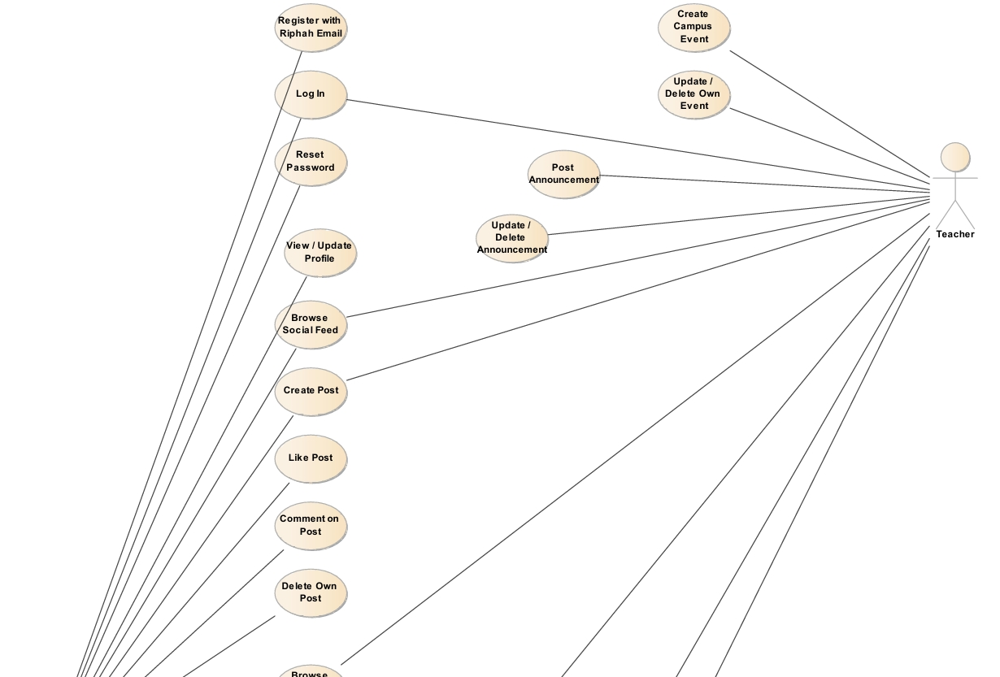 Register with
Riphah Email
Create
Campus
Event
Log In
Update /
Delete Own
Event
Reset
Password
Post
Announcement
Teacher
Update /
Delete
Announcement
View / Update
Profile
Browse
Social Feed
Create Post
Like Post
Comment on
Post
Delete Own
Post
Browse